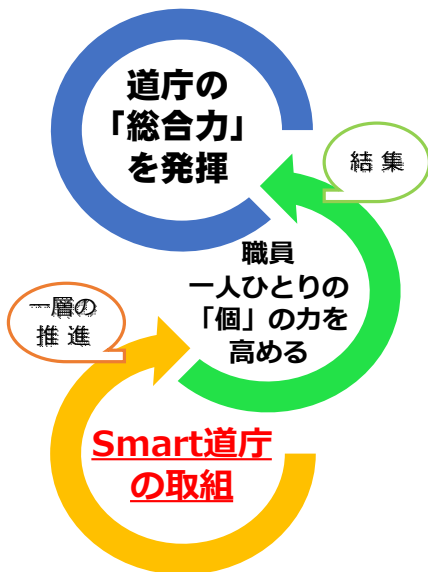 道庁の
「総合力」
を発揮
結 集
職員
一人ひとりの
「個」の力を
高める
一層の
推 進
Smart道庁
の取組